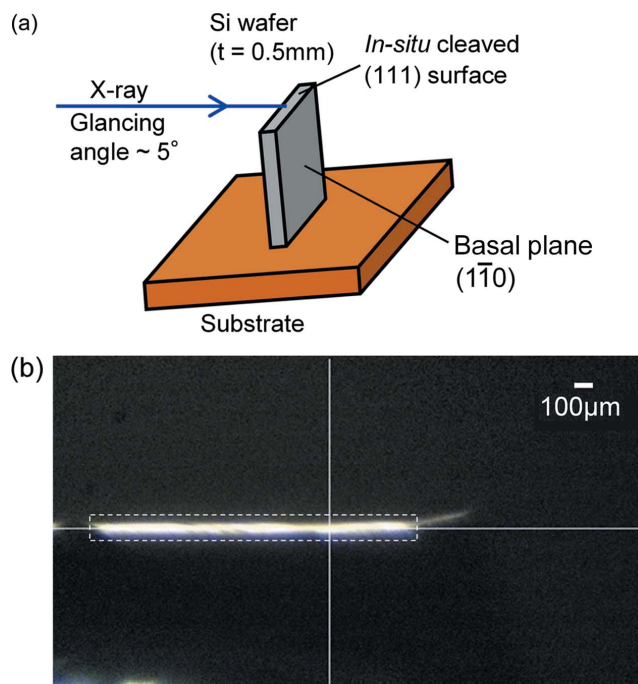 (a)
Si wafer
(t = 0.5mm)
In-situ cleaved
(111) surface
X-ray
Glancing
angle ~ 5°
Basal plane
(11̅0)
Substrate
(b)
100μm